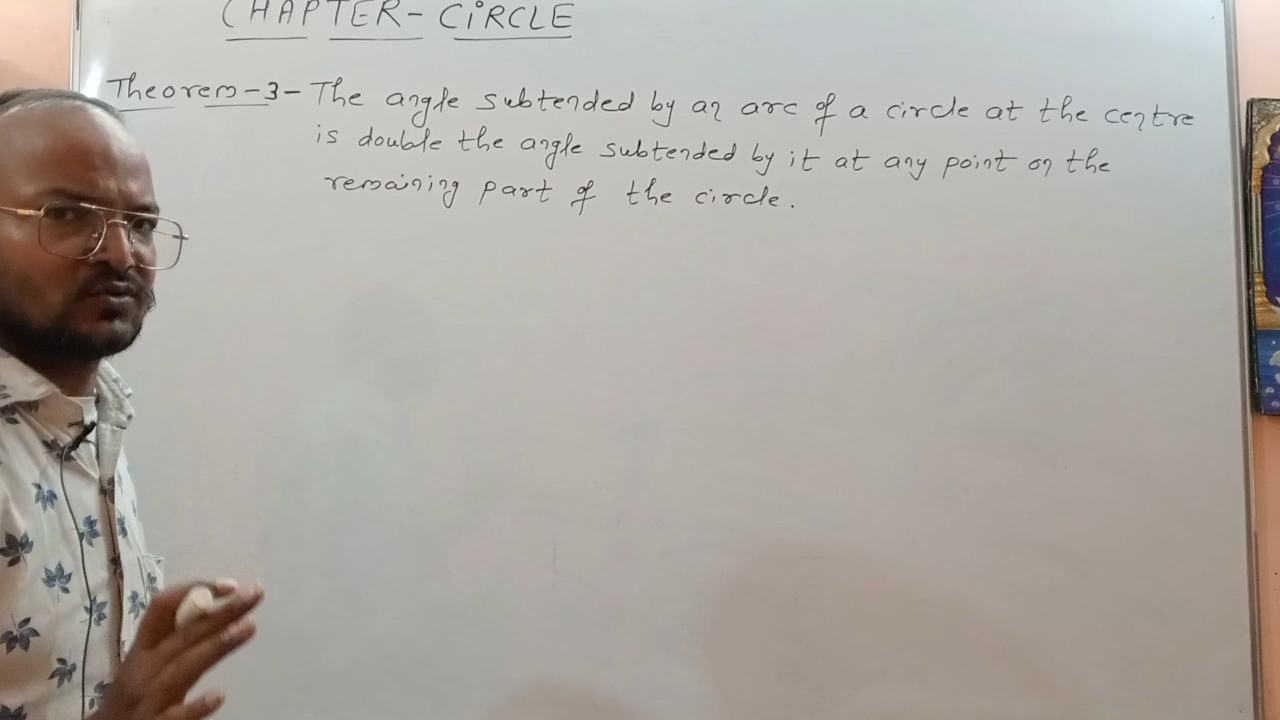 CHAPTER - CiRCLE
Theorem-3- The angle subtended by an arc of a circle at the centre
is double the angle subtended by it at any point on the
remaining part of the circle.